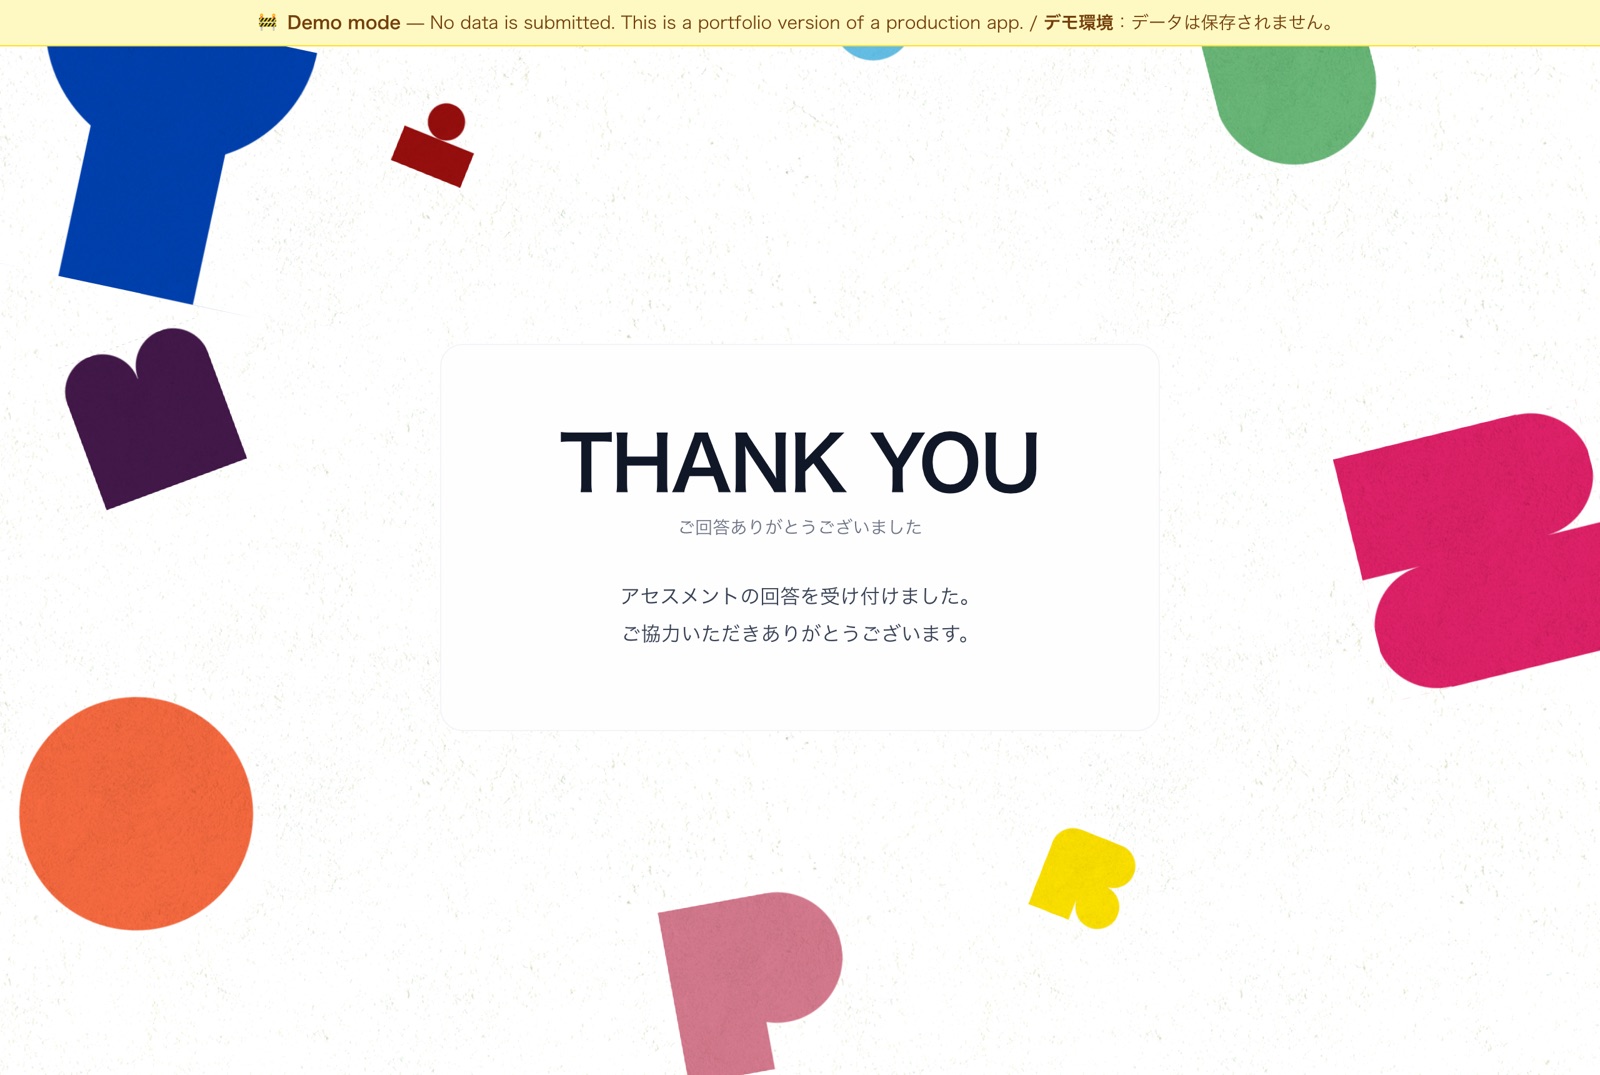 🚧 Demo mode — No data is submitted. This is a portfolio version of a production app. / デモ環境：データは保存されません。
THANK YOU
ご回答ありがとうございました
アセスメントの回答を受け付けました。
ご協力いただきありがとうございます。